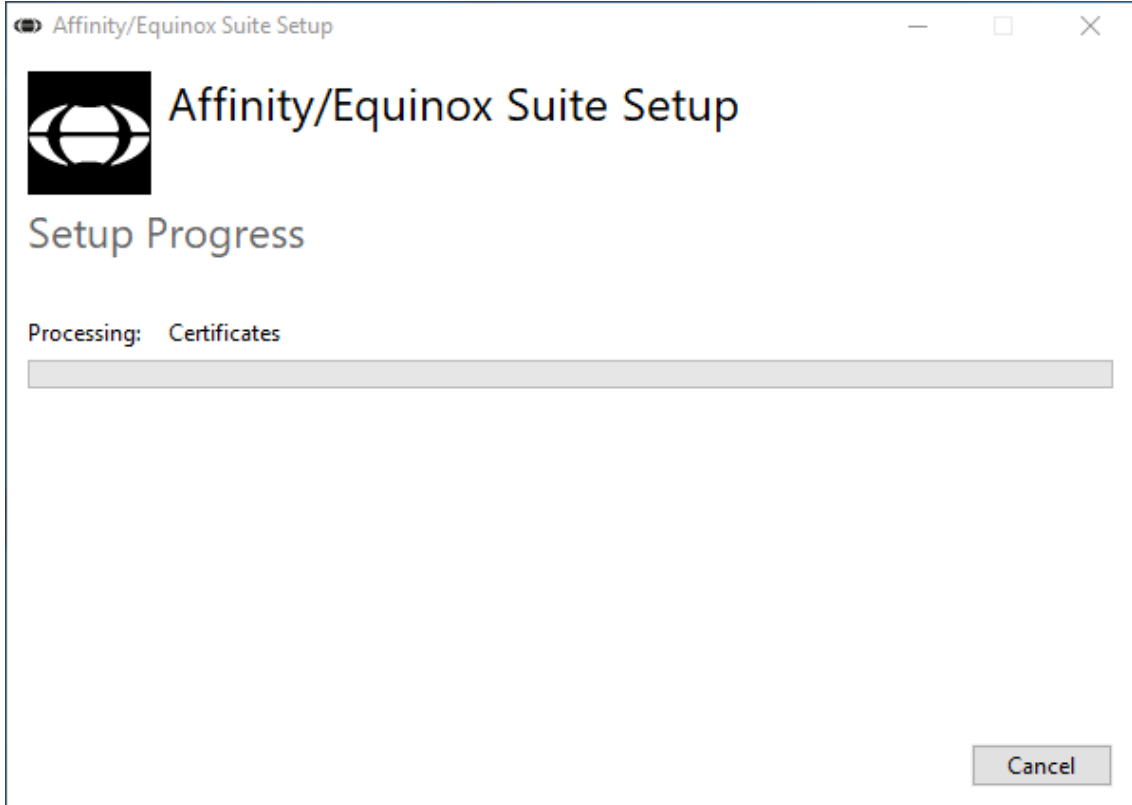 Affinity/Equinox Suite Setup
Affinity/Equinox Suite Setup
Setup Progress
Processing: Certificates
Cancel